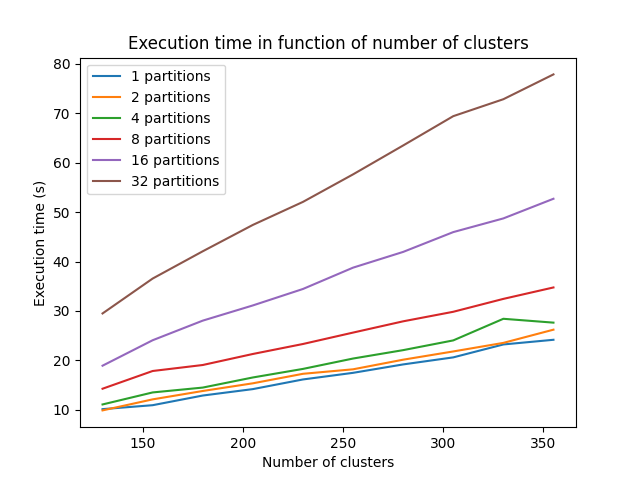 Execution time in function of number of clusters
80
70
60
50
40
30
20
10
Execution time (s)
1 partitions
2 partitions
4 partitions
8 partitions
16 partitions
32 partitions
150
200
250
300
350
Number of clusters